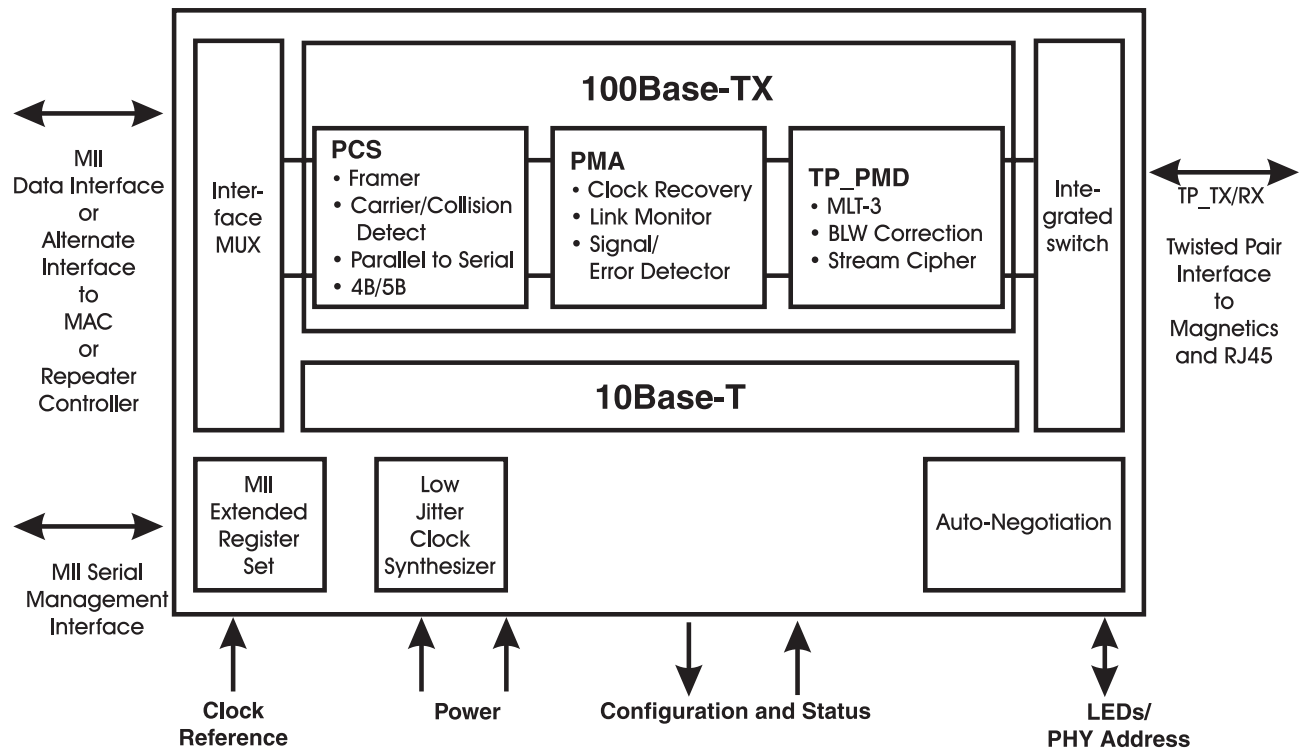 100Base-TX
MII
Data Interface
or
Alternate
Interface
to
MAC
or
Repeater
Controller
Inter-
face
MUX
PCS
• Framer
• Carrier/Collision
Detect
• Parallel to Serial
• 4B/5B
PMA
• Clock Recovery
• Link Monitor
• Signal/
Error Detector
TP_PMD
• MLT-3
• BLW Correction
• Stream Cipher
Inte-
grated
switch
TP_TX/RX
Twisted Pair
Interface
to
Magnetics
and RJ45
10Base-T
MII
Extended
Register
Set
Low
Jitter
Clock
Synthesizer
Auto-Negotiation
MII Serial
Management
Interface
Clock
Reference
Power
Configuration and Status
LEDs/
PHY Address